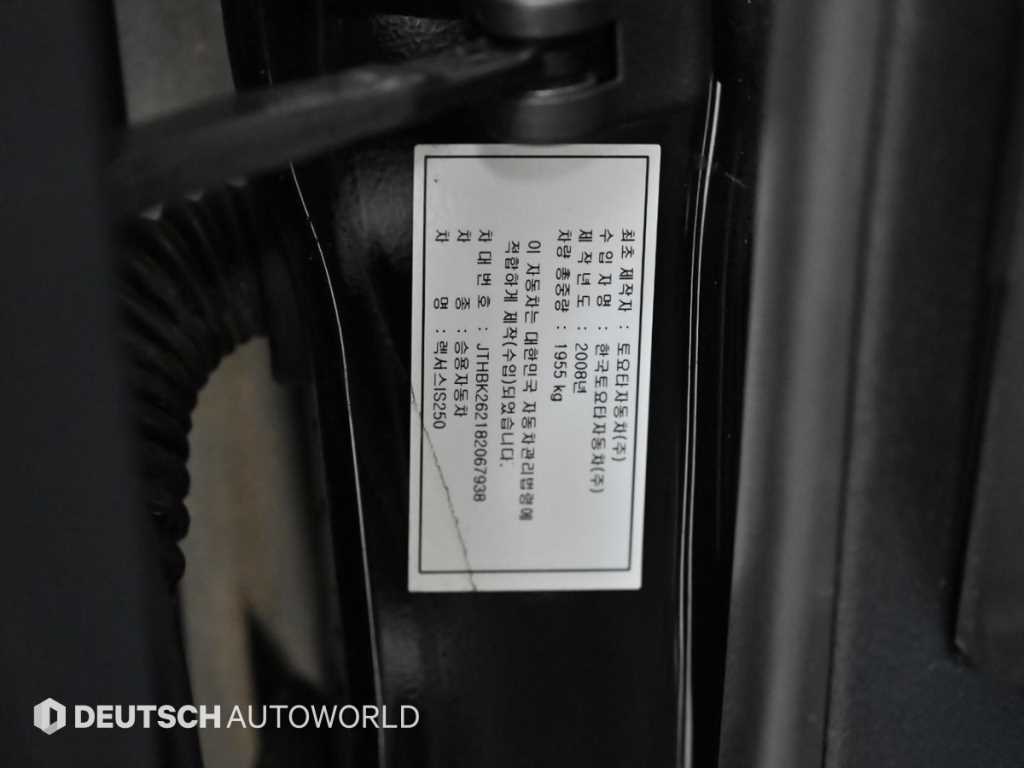 최초 제작자 : 토요타자동차(주)
수 입 자 명 : 한국토요타자동차(주)
제 작 년 도 : 2008년
차량 총중량 : 1955 kg
이 자동차는 대한민국 자동차관리법령에
적합하게 제작(수입)되었습니다.
차 대 번 호 : JTHBK262182067938
차 종 : 승용자동차
차 명 : 렉서스IS250
DEUTSCH AUTOWORLD